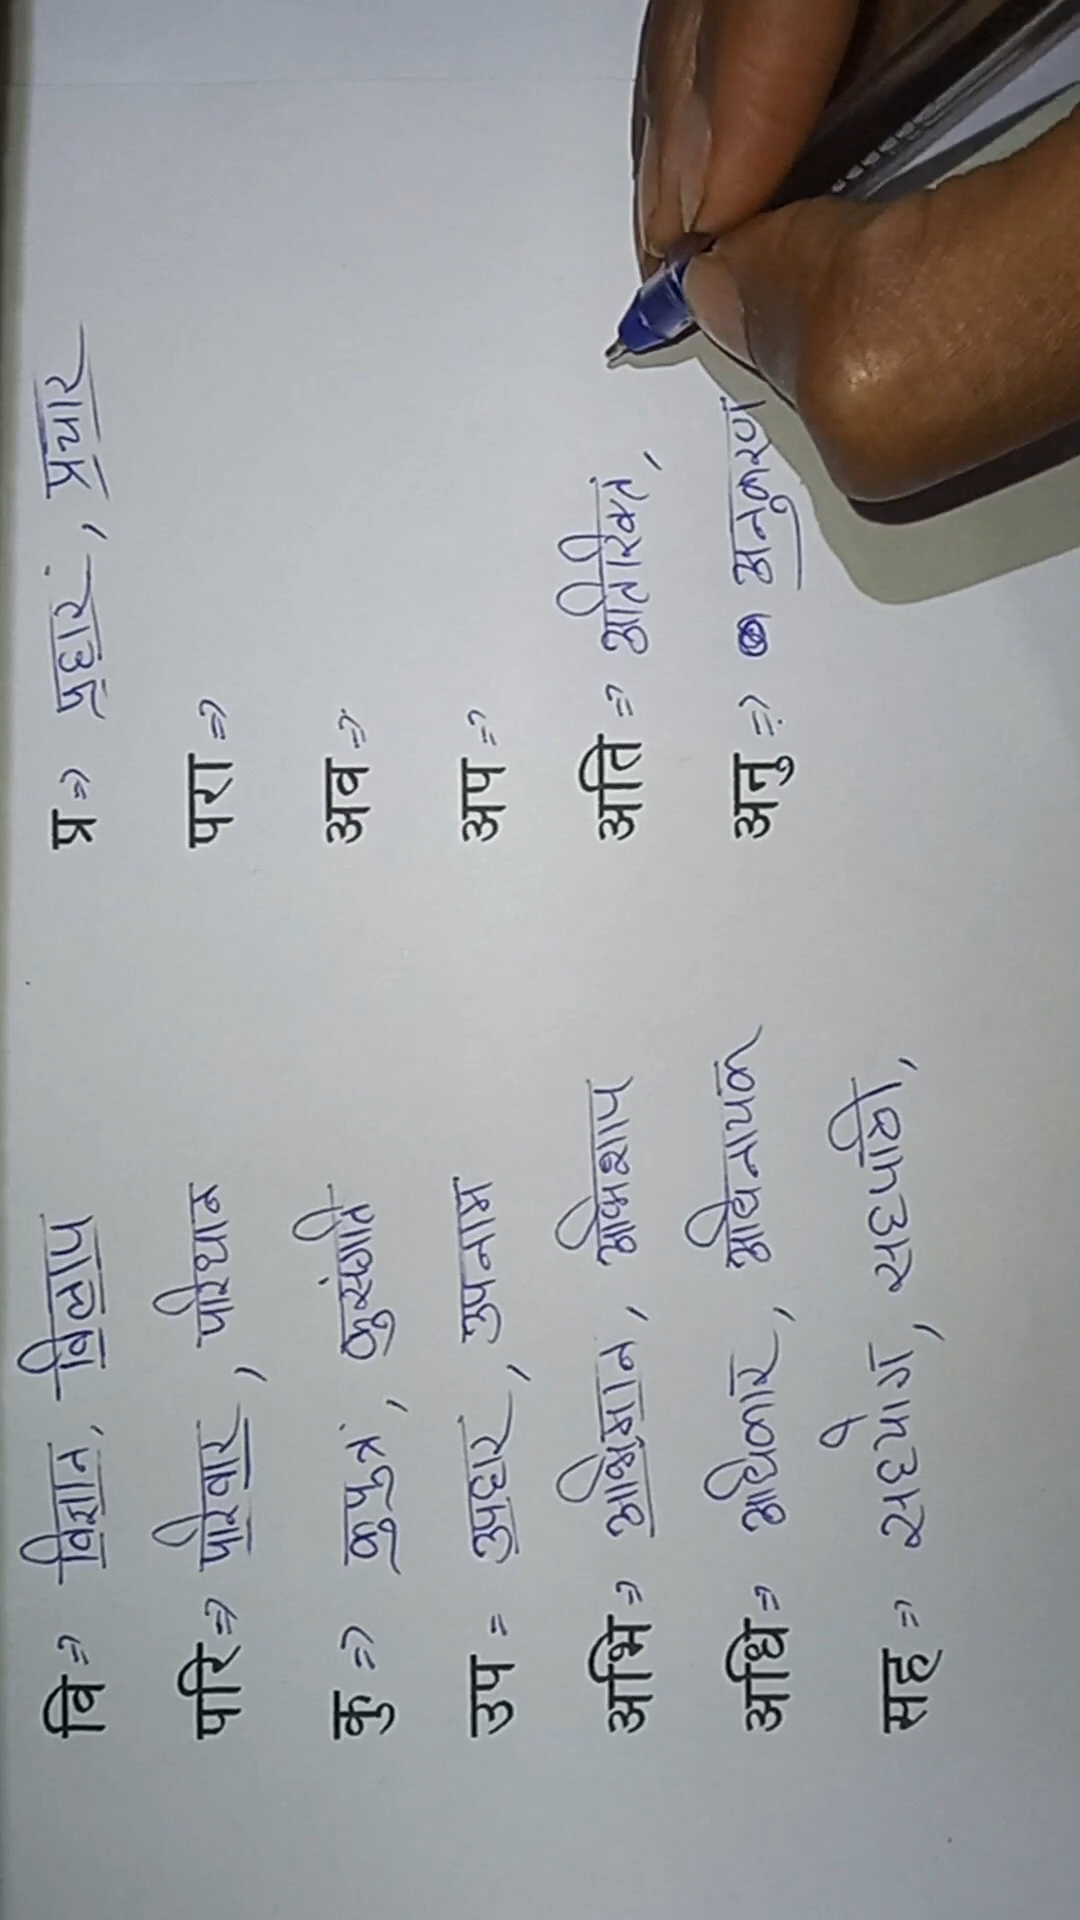 वि => विज्ञान, विलाप
परि => परिवार, परिधान
कु => कुपुत्र, कुसंगति
उप = उपहार, उपनाम
अभि => अभिमान, अभिशाप
अधि => अधिकार, अधिनायक
सह => सहयोग, सहपाठी,
प्र => प्रहार, प्रचार
परा =>
अव =>
अप =>
अति => अतिरिक्त,
अनु => अनुकरण